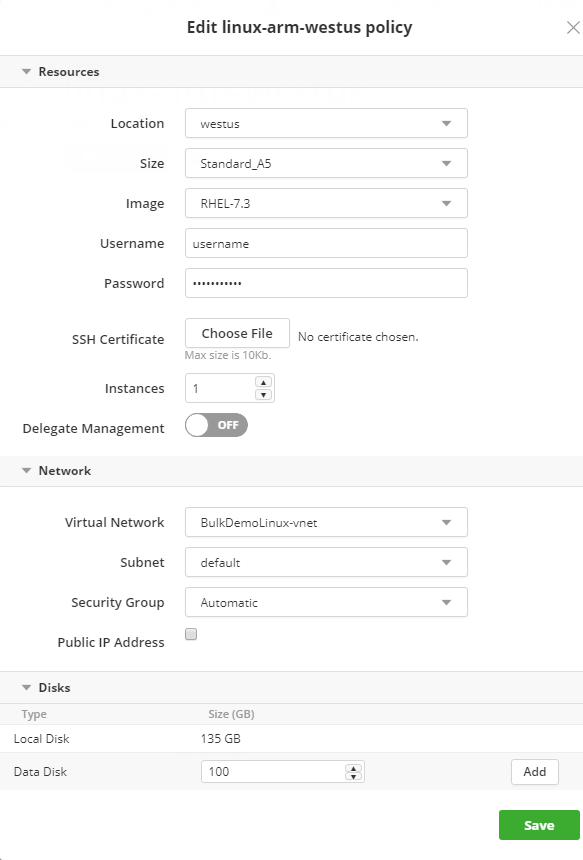 Edit linux-arm-westus policy
Resources
Location westus
Size Standard_A5
Image RHEL-7.3
Username username
Password •••••••••••
SSH Certificate Choose File No certificate chosen.
Max size is 10Kb.
Instances 1
Delegate Management OFF
Network
Virtual Network BulkDemoLinux-vnet
Subnet default
Security Group Automatic
Public IP Address
Disks
Type Size (GB)
Local Disk 135 GB
Data Disk 100 Add
Save